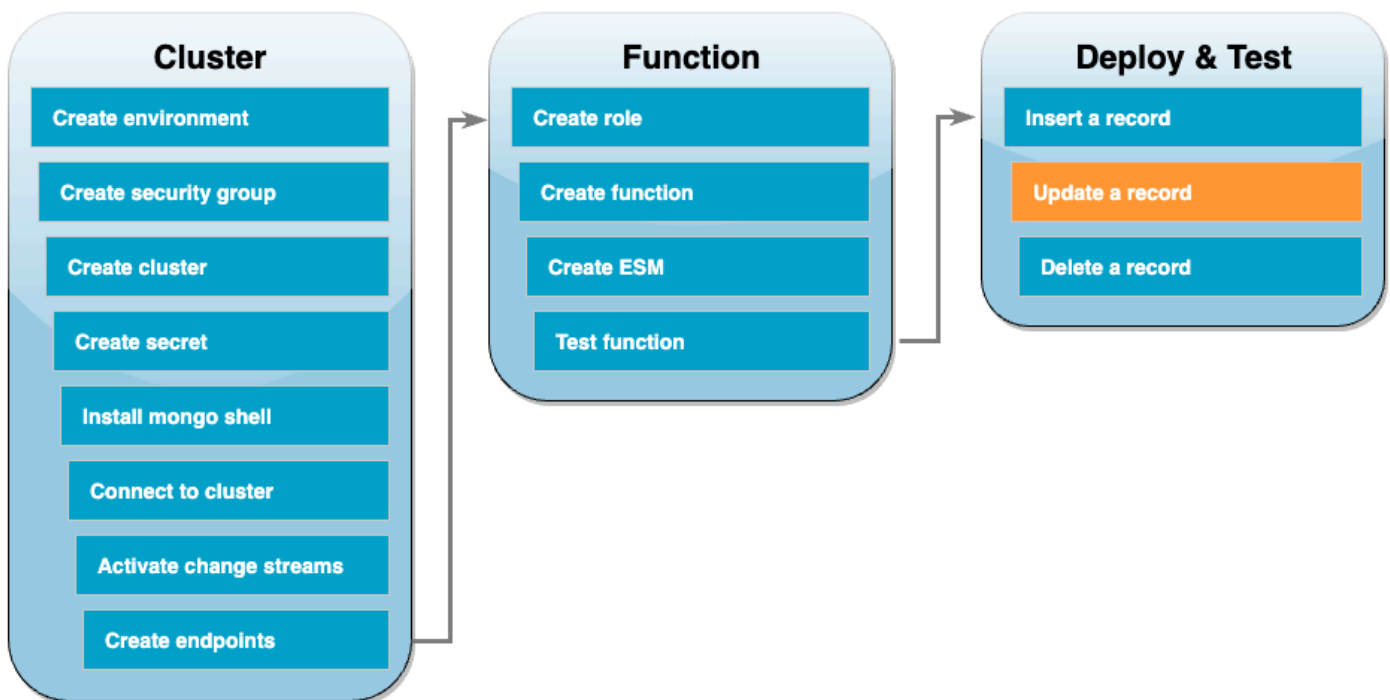 Cluster
Create environment
Create security group
Create cluster
Create secret
Install mongo shell
Connect to cluster
Activate change streams
Create endpoints
Function
Create role
Create function
Create ESM
Test function
Deploy & Test
Insert a record
Update a record
Delete a record